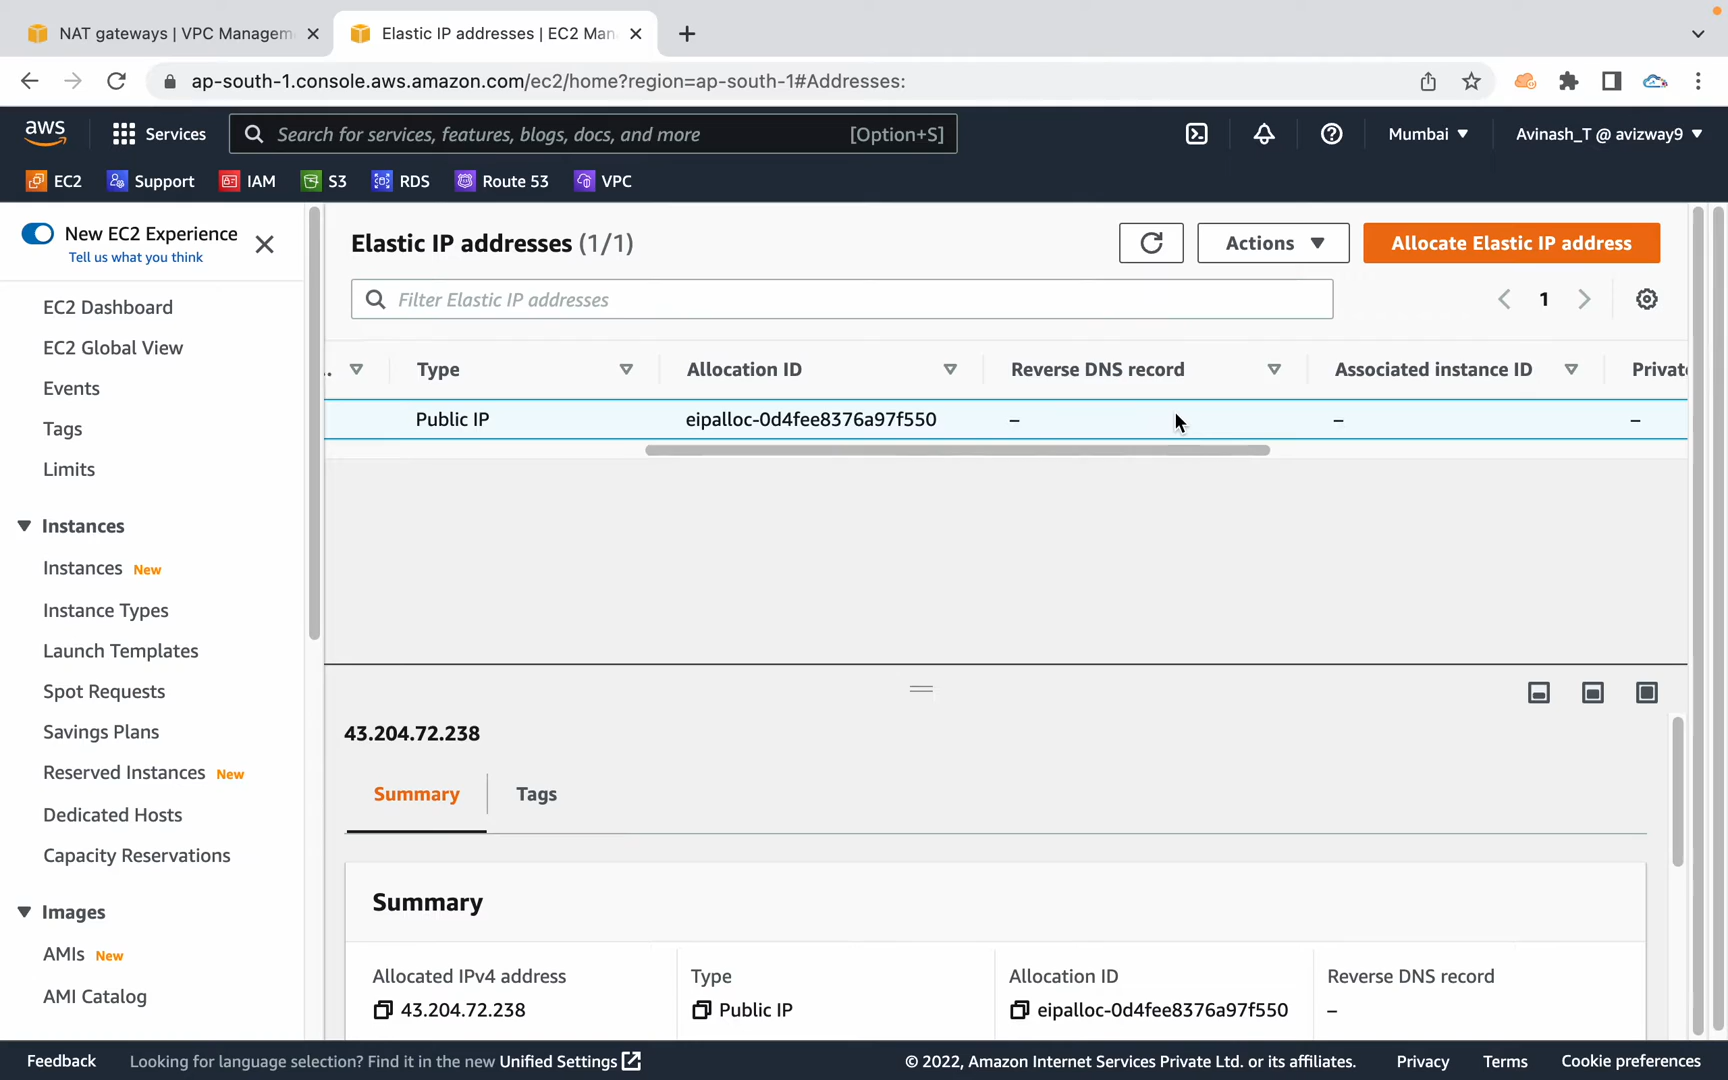 NAT gateways | VPC Managem
Elastic IP addresses | EC2 Man
ap-south-1.console.aws.amazon.com/ec2/home?region=ap-south-1#Addresses:
aws
Services
Search for services, features, blogs, docs, and more
[Option+S]
Mumbai
Avinash_T @ avizway9
EC2
Support
IAM
S3
RDS
Route 53
VPC
New EC2 Experience
Tell us what you think
EC2 Dashboard
EC2 Global View
Events
Tags
Limits
Instances
Instances New
Instance Types
Launch Templates
Spot Requests
Savings Plans
Reserved Instances New
Dedicated Hosts
Capacity Reservations
Images
AMIs New
AMI Catalog
Elastic IP addresses (1/1)
Actions
Allocate Elastic IP address
Filter Elastic IP addresses
1
..
Type
Allocation ID
Reverse DNS record
Associated instance ID
Private
Public IP
eipalloc-0d4fee8376a97f550
–
–
–
43.204.72.238
Summary
Tags
Summary
Allocated IPv4 address
Type
Allocation ID
Reverse DNS record
43.204.72.238
Public IP
eipalloc-0d4fee8376a97f550
–
Feedback
Looking for language selection? Find it in the new Unified Settings
© 2022, Amazon Internet Services Private Ltd. or its affiliates.
Privacy
Terms
Cookie preferences